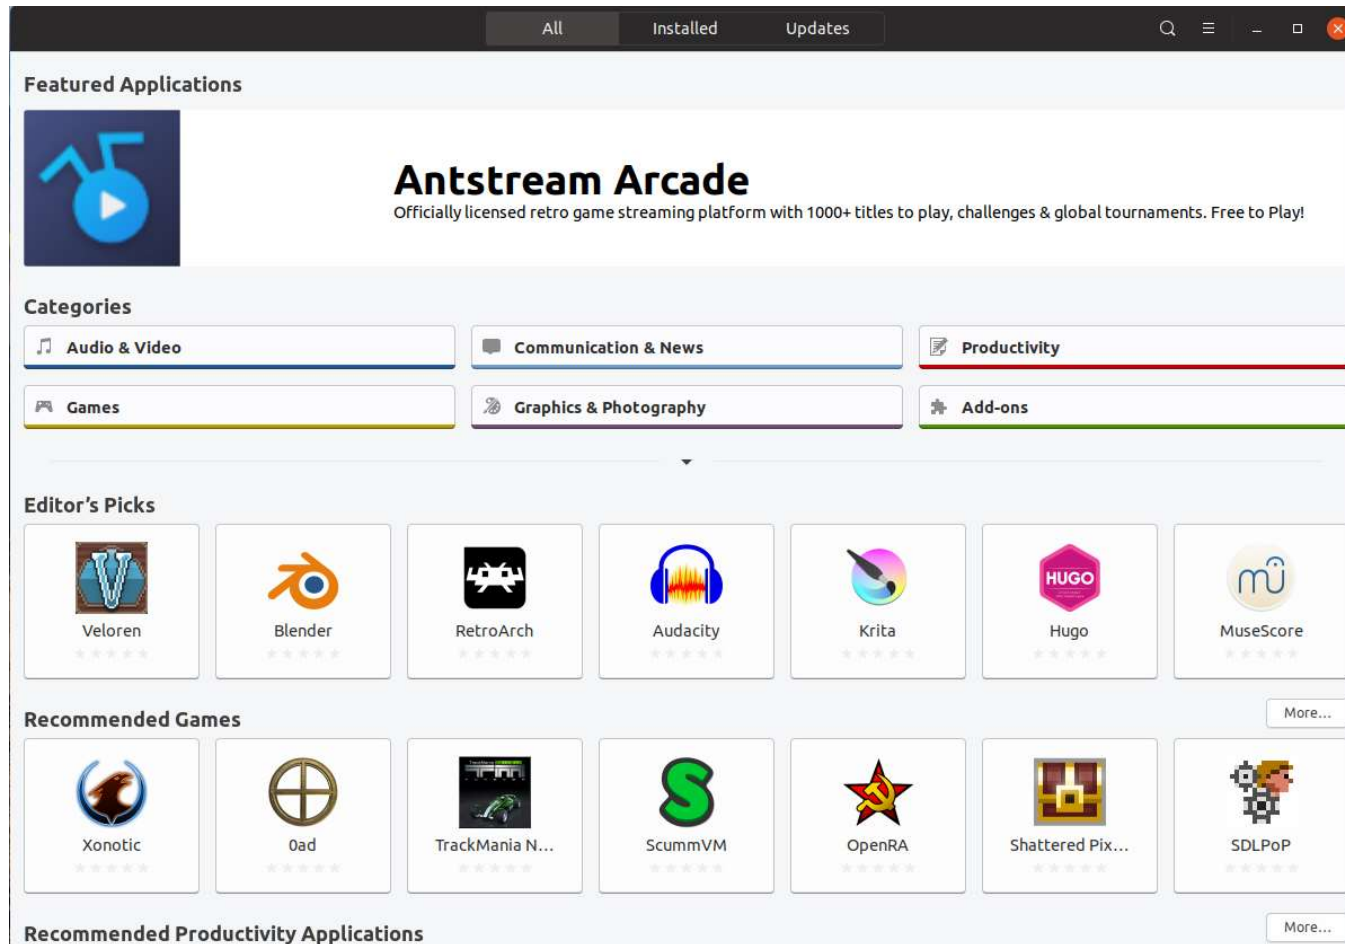 All Installed Updates
Featured Applications
Antstream Arcade
Officially licensed retro game streaming platform with 1000+ titles to play, challenges & global tournaments. Free to Play!
Categories
Audio & Video Communication & News Productivity
Games Graphics & Photography Add-ons
Editor’s Picks
HUGO
Veloren Blender RetroArch Audacity Krita Hugo MuseScore
Recommended Games More...
Xonotic 0ad TrackMania N... ScummVM OpenRA Shattered Pix... SDLPoP
Recommended Productivity Applications More...